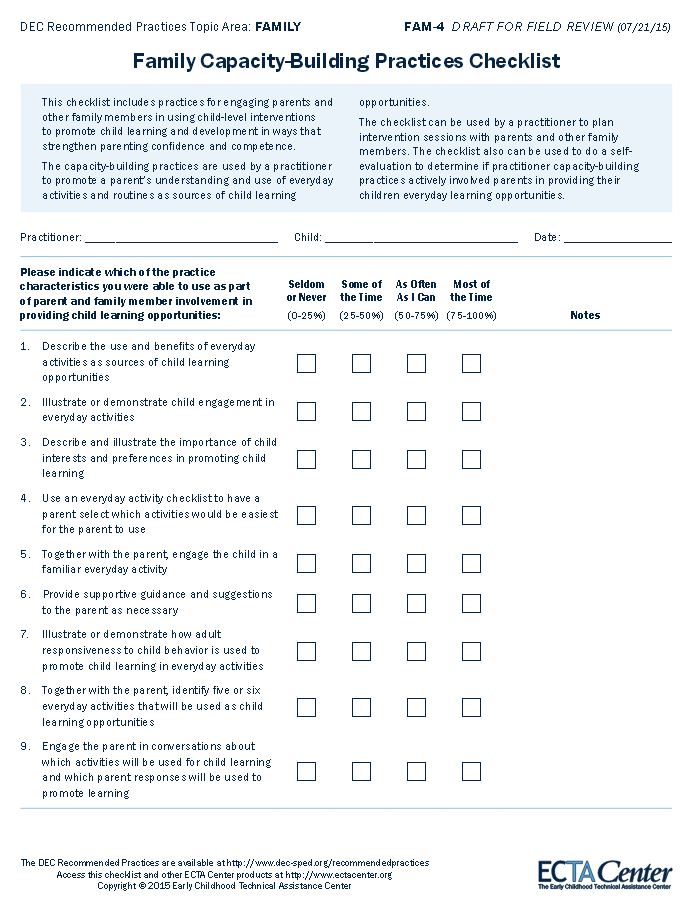 DEC Recommended Practices Topic Area: FAMILY
FAM-4 DRAFT FOR FIELD REVIEW (07/21/15)
Family Capacity-Building Practices Checklist
This checklist includes practices for engaging parents and
other family members in using child-level interventions
to promote child learning and development in ways that
strengthen parenting confidence and competence.
The capacity-building practices are used by a practitioner
to promote a parent's understanding and use of everyday
activities and routines as sources of child learning
opportunities.
The checklist can be used by a practitioner to plan
intervention sessions with parents and other family
members. The checklist also can be used to do a self-
evaluation to determine if practitioner capacity-building
practices actively involved parents in providing their
children everyday learning opportunities.
Practitioner: Child: Date:
Please indicate which of the practice
characteristics you were able to use as part
of parent and family member involvement in
providing child learning opportunities:
Seldom
or Never
(0-25%)
Some of
the Time
(25-50%)
As Often
As I Can
(50-75%)
Most of
the Time
(75-100%)
Notes
1. Describe the use and benefits of everyday
activities as sources of child learning
opportunities
2. Illustrate or demonstrate child engagement in
everyday activities
3. Describe and illustrate the importance of child
interests and preferences in promoting child
learning
4. Use an everyday activity checklist to have a
parent select which activities would be easiest
for the parent to use
5. Together with the parent, engage the child in a
familiar everyday activity
6. Provide supportive guidance and suggestions
to the parent as necessary
7. Illustrate or demonstrate how adult
responsiveness to child behavior is used to
promote child learning in everyday activities
8. Together with the parent, identify five or six
everyday activities that will be used as child
learning opportunities
9. Engage the parent in conversations about
which activities will be used for child learning
and which parent responses will be used to
promote learning
The DEC Recommended Practices are available at http://www.dec-sped.org/recommendedpractices
Access this checklist and other ECTA Center products at http://www.ectacenter.org
Copyright © 2015 Early Childhood Technical Assistance Center
ECTA Center
The Early Childhood Technical Assistance Center